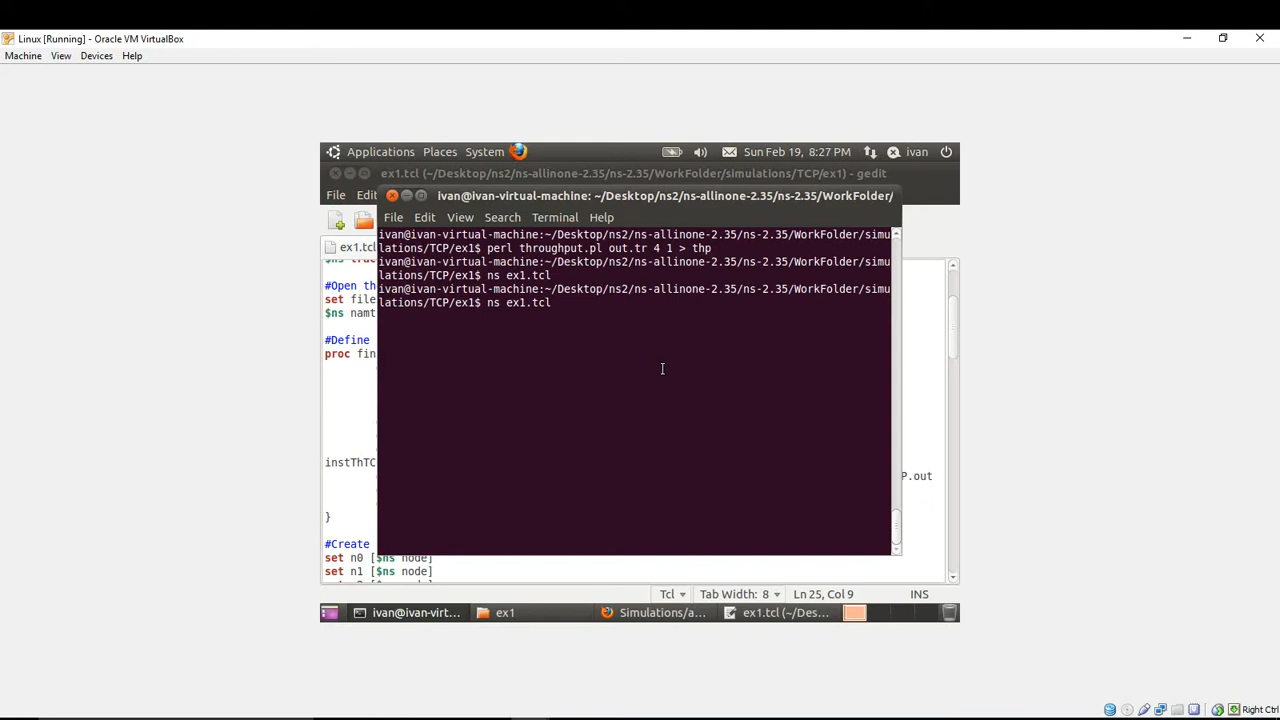 Linux [Running] - Oracle VM VirtualBox
Machine View Devices Help
Applications Places System Sun Feb 19, 8:27 PM ivan
ex1.tcl (~/Desktop/ns2/ns-allinone-2.35/ns-2.35/WorkFolder/simulations/TCP/ex1) - gedit
File Edi
ivan@ivan-virtual-machine: ~/Desktop/ns2/ns-allinone-2.35/ns-2.35/WorkFolder/
File Edit View Search Terminal Help
ivan@ivan-virtual-machine:~/Desktop/ns2/ns-allinone-2.35/ns-2.35/WorkFolder/simu
lations/TCP/ex1$ perl throughput.pl out.tr 4 1 > thp
ivan@ivan-virtual-machine:~/Desktop/ns2/ns-allinone-2.35/ns-2.35/WorkFolder/simu
lations/TCP/ex1$ ns ex1.tcl
ivan@ivan-virtual-machine:~/Desktop/ns2/ns-allinone-2.35/ns-2.35/WorkFolder/simu
lations/TCP/ex1$ ns ex1.tcl
ex1.tcl
#Open th
set file
$ns namt
#Define
proc fin
instThTC
P.out
}
#Create
set n0 [$ns node]
set n1 [$ns node]
Tcl Tab Width: 8 Ln 25, Col 9 INS
ivan@ivan-virt... ex1 Simulations/a... ex1.tcl (~/Des...
Right Ctrl